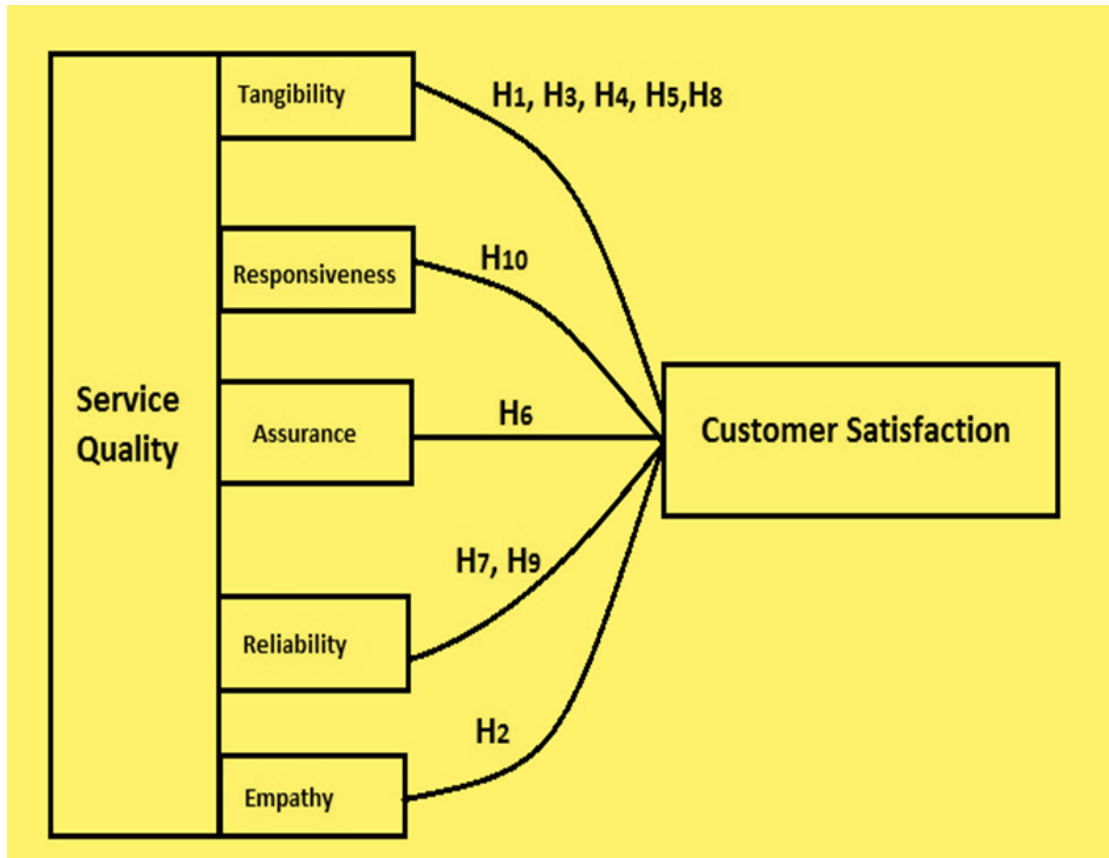 Tangibility
H1, H3, H4, H5,H8
Responsiveness
H10
Service
Quality
Assurance
H6
Customer Satisfaction
Reliability
H7, H9
Empathy
H2